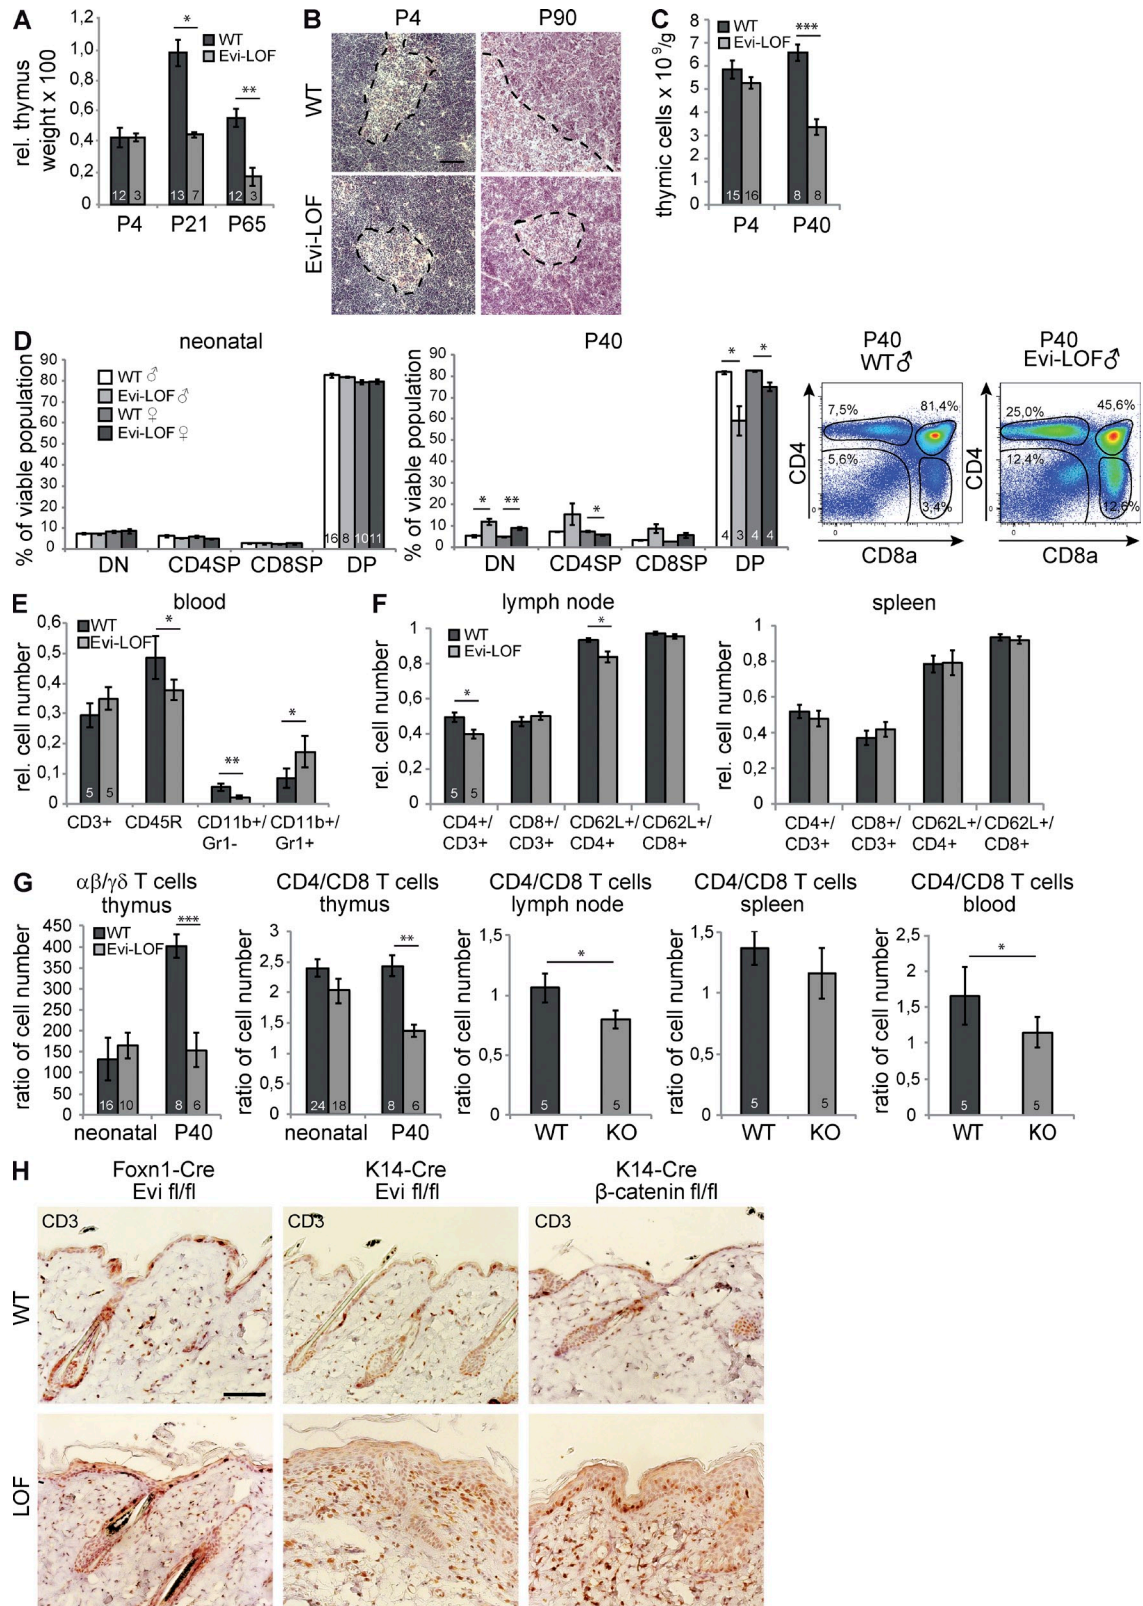 A
1,2
1
0,8
0,6
0,4
0,2
0
rel. thymus
weight x 100
*
**
WT
Evi-LOF
12 3 13 7 12 3
P4 P21 P65
B
P4 P90
WT
Evi-LOF
C
8
7
6
5
4
3
2
1
0
thymic cells x 10⁹/g
WT
Evi-LOF
***
15 16 8 8
P4 P40
D
neonatal
90
80
70
60
50
40
30
20
10
0
% of viable population
WT ♂
Evi-LOF ♂
WT ♀
Evi-LOF ♀
16 8 10 11
DN CD4SP CD8SP DP
P40
90
80
70
60
50
40
30
20
10
0
% of viable population
* ** * * *
4 3 4 4
DN CD4SP CD8SP DP
P40
WT♂
7,5% 81,4%
5,6%
3,4%
CD4
CD8a
P40
Evi-LOF♂
25,0% 45,6%
12,4%
12,6%
CD4
CD8a
E
blood
0,6
0,5
0,4
0,3
0,2
0,1
0
rel. cell number
WT
Evi-LOF
* ** *
5 5
CD3+ CD45R CD11b+/ CD11b+/
Gr1- Gr1+
F
lymph node
1
0,8
0,6
0,4
0,2
0
rel. cell number
WT
Evi-LOF
* *
5 5
CD4+/ CD8+/ CD62L+/ CD62L+/
CD3+ CD3+ CD4+ CD8+
spleen
1
0,8
0,6
0,4
0,2
0
rel. cell number
CD4+/ CD8+/ CD62L+/ CD62L+/
CD3+ CD3+ CD4+ CD8+
G
αβ/γδ T cells
thymus
450
400
350
300
250
200
150
100
50
0
ratio of cell number
WT
Evi-LOF
***
16 10 8 6
neonatal P40
CD4/CD8 T cells
thymus
3
2,5
2
1,5
1
0,5
0
ratio of cell number
**
24 18 8 6
neonatal P40
CD4/CD8 T cells
lymph node
1,5
1
0,5
0
ratio of cell number
*
5 5
WT KO
CD4/CD8 T cells
spleen
1,5
1
0,5
0
ratio of cell number
5 5
WT KO
CD4/CD8 T cells
blood
2,5
2
1,5
1
0,5
0
ratio of cell number
*
5 5
WT KO
H
Foxn1-Cre
Evi fl/fl
K14-Cre
Evi fl/fl
K14-Cre
β-catenin fl/fl
WT
CD3 CD3 CD3
LOF